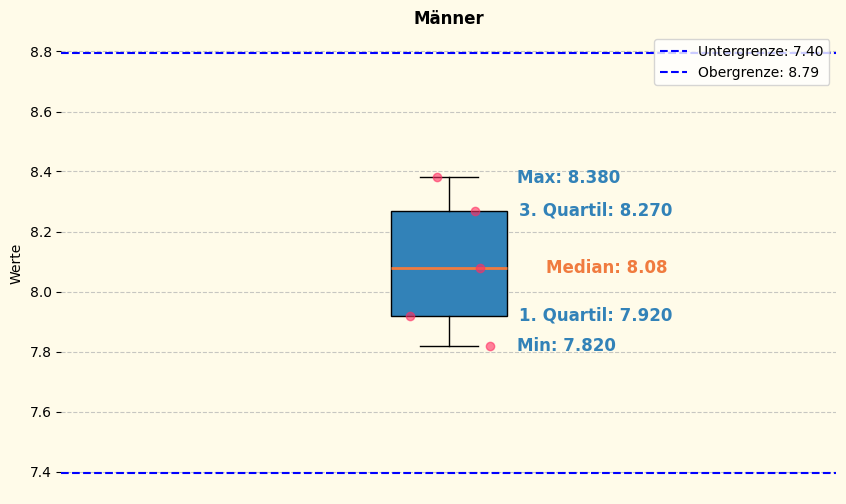 Männer
Untergrenze: 7.40
Obergrenze: 8.79
Werte
8.8
8.6
8.4
8.2
8.0
7.8
7.6
7.4
Max: 8.380
3. Quartil: 8.270
Median: 8.08
1. Quartil: 7.920
Min: 7.820